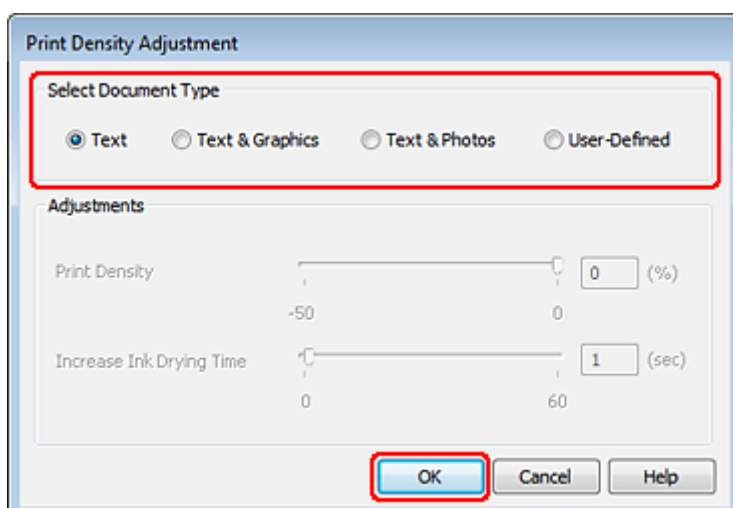 Print Density Adjustment
Select Document Type
Text Text & Graphics Text & Photos User-Defined
Adjustments
Print Density 0 (%)
-50 0
Increase Ink Drying Time 1 (sec)
0 60
OK Cancel Help